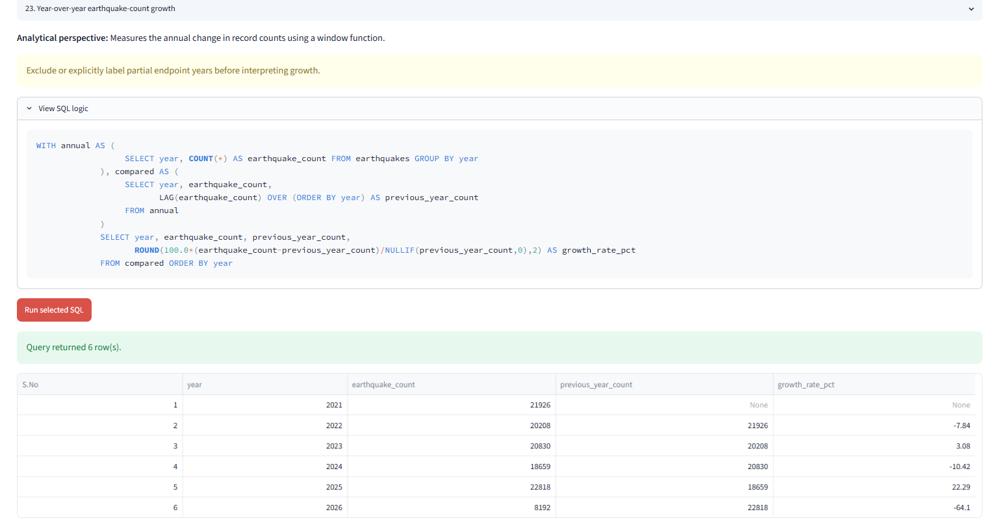 23. Year-over-year earthquake-count growth
Analytical perspective: Measures the annual change in record counts using a window function.
Exclude or explicitly label partial endpoint years before interpreting growth.
View SQL logic
WITH annual AS (
SELECT year, COUNT(*) AS earthquake_count FROM earthquakes GROUP BY year
), compared AS (
SELECT year, earthquake_count,
LAG(earthquake_count) OVER (ORDER BY year) AS previous_year_count
FROM annual
)
SELECT year, earthquake_count, previous_year_count,
ROUND(100.0*(earthquake_count-previous_year_count)/NULLIF(previous_year_count,0),2) AS growth_rate_pct
FROM compared ORDER BY year
Run selected SQL
Query returned 6 row(s).
S.No year earthquake_count previous_year_count growth_rate_pct
1 2021 21926 None None
2 2022 20208 21926 -7.84
3 2023 20830 20208 3.08
4 2024 18659 20830 -10.42
5 2025 22818 18659 22.29
6 2026 8192 22818 -64.1